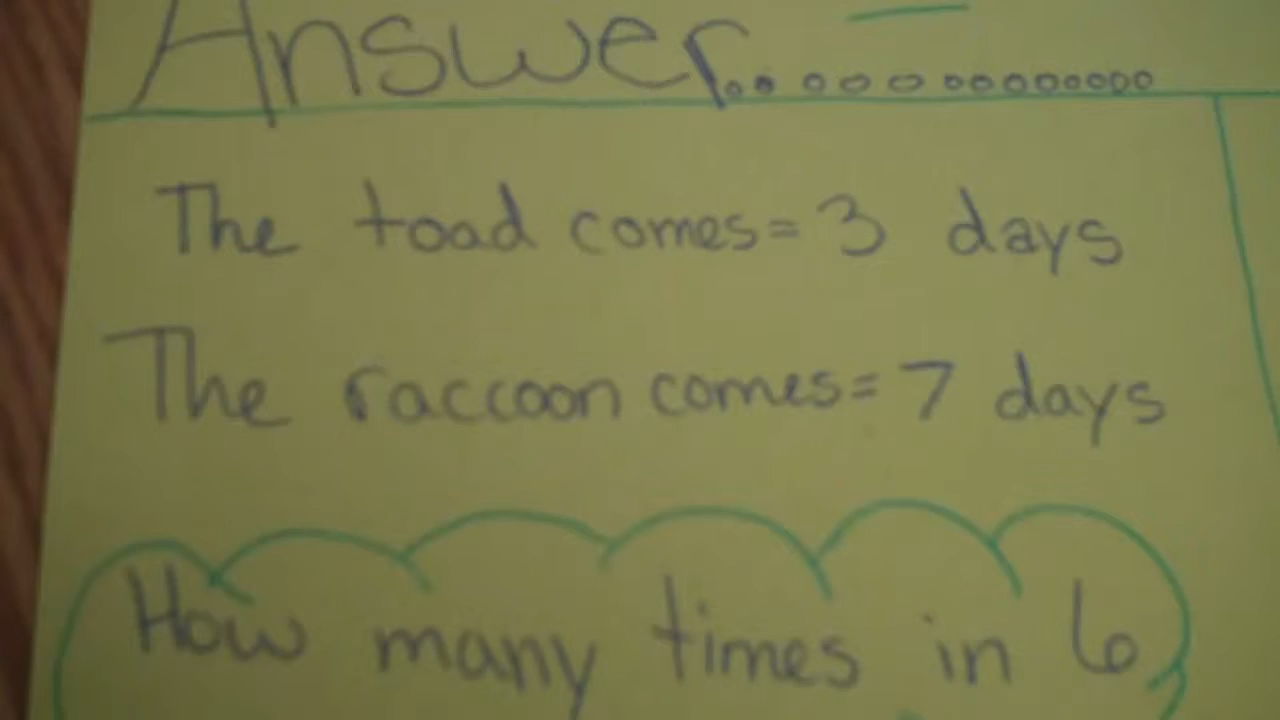 Answer..............
The toad comes = 3 days
The raccoon comes = 7 days
How many times in 6